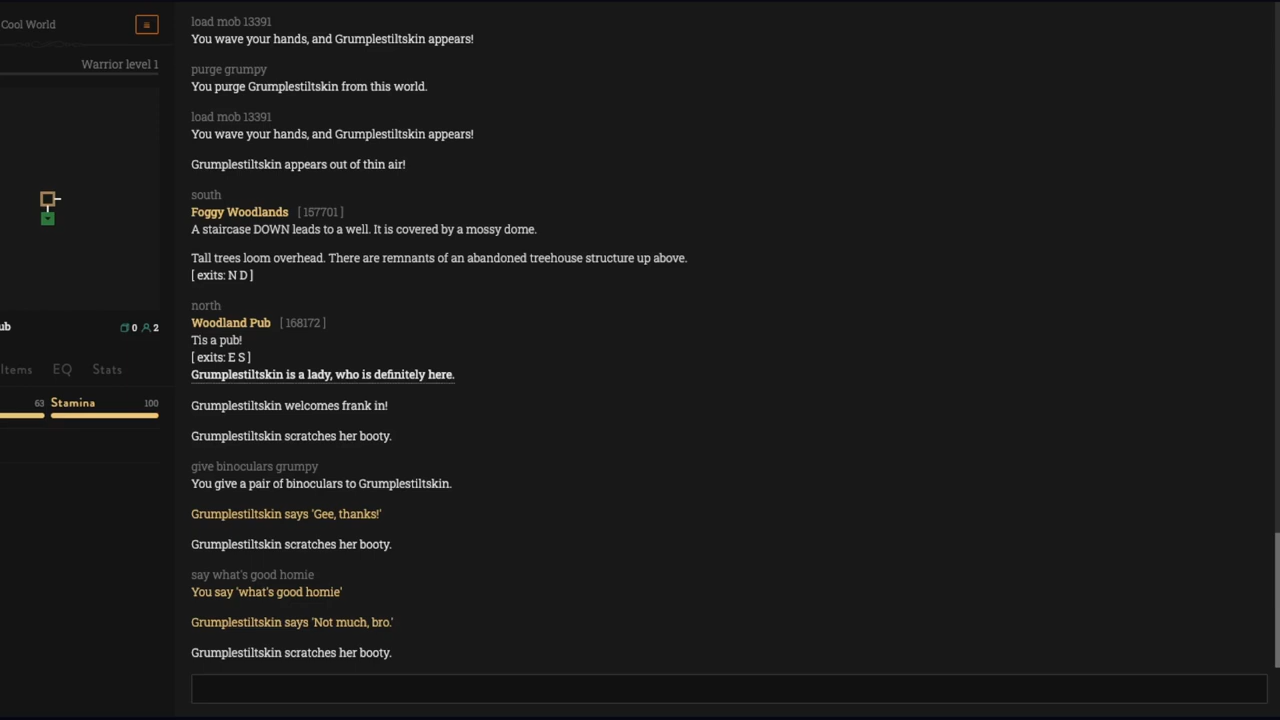 Cool World
Warrior level 1
ub
0 2
Items EQ Stats
63 Stamina 100
load mob 13391
You wave your hands, and Grumplestiltskin appears!
purge grumpy
You purge Grumplestiltskin from this world.
load mob 13391
You wave your hands, and Grumplestiltskin appears!
Grumplestiltskin appears out of thin air!
south
Foggy Woodlands [ 157701 ]
A staircase DOWN leads to a well. It is covered by a mossy dome.
Tall trees loom overhead. There are remnants of an abandoned treehouse structure up above.
[ exits: N D ]
north
Woodland Pub [ 168172 ]
Tis a pub!
[ exits: E S ]
Grumplestiltskin is a lady, who is definitely here.
Grumplestiltskin welcomes frank in!
Grumplestiltskin scratches her booty.
give binoculars grumpy
You give a pair of binoculars to Grumplestiltskin.
Grumplestiltskin says 'Gee, thanks!'
Grumplestiltskin scratches her booty.
say what's good homie
You say 'what's good homie'
Grumplestiltskin says 'Not much, bro.'
Grumplestiltskin scratches her booty.